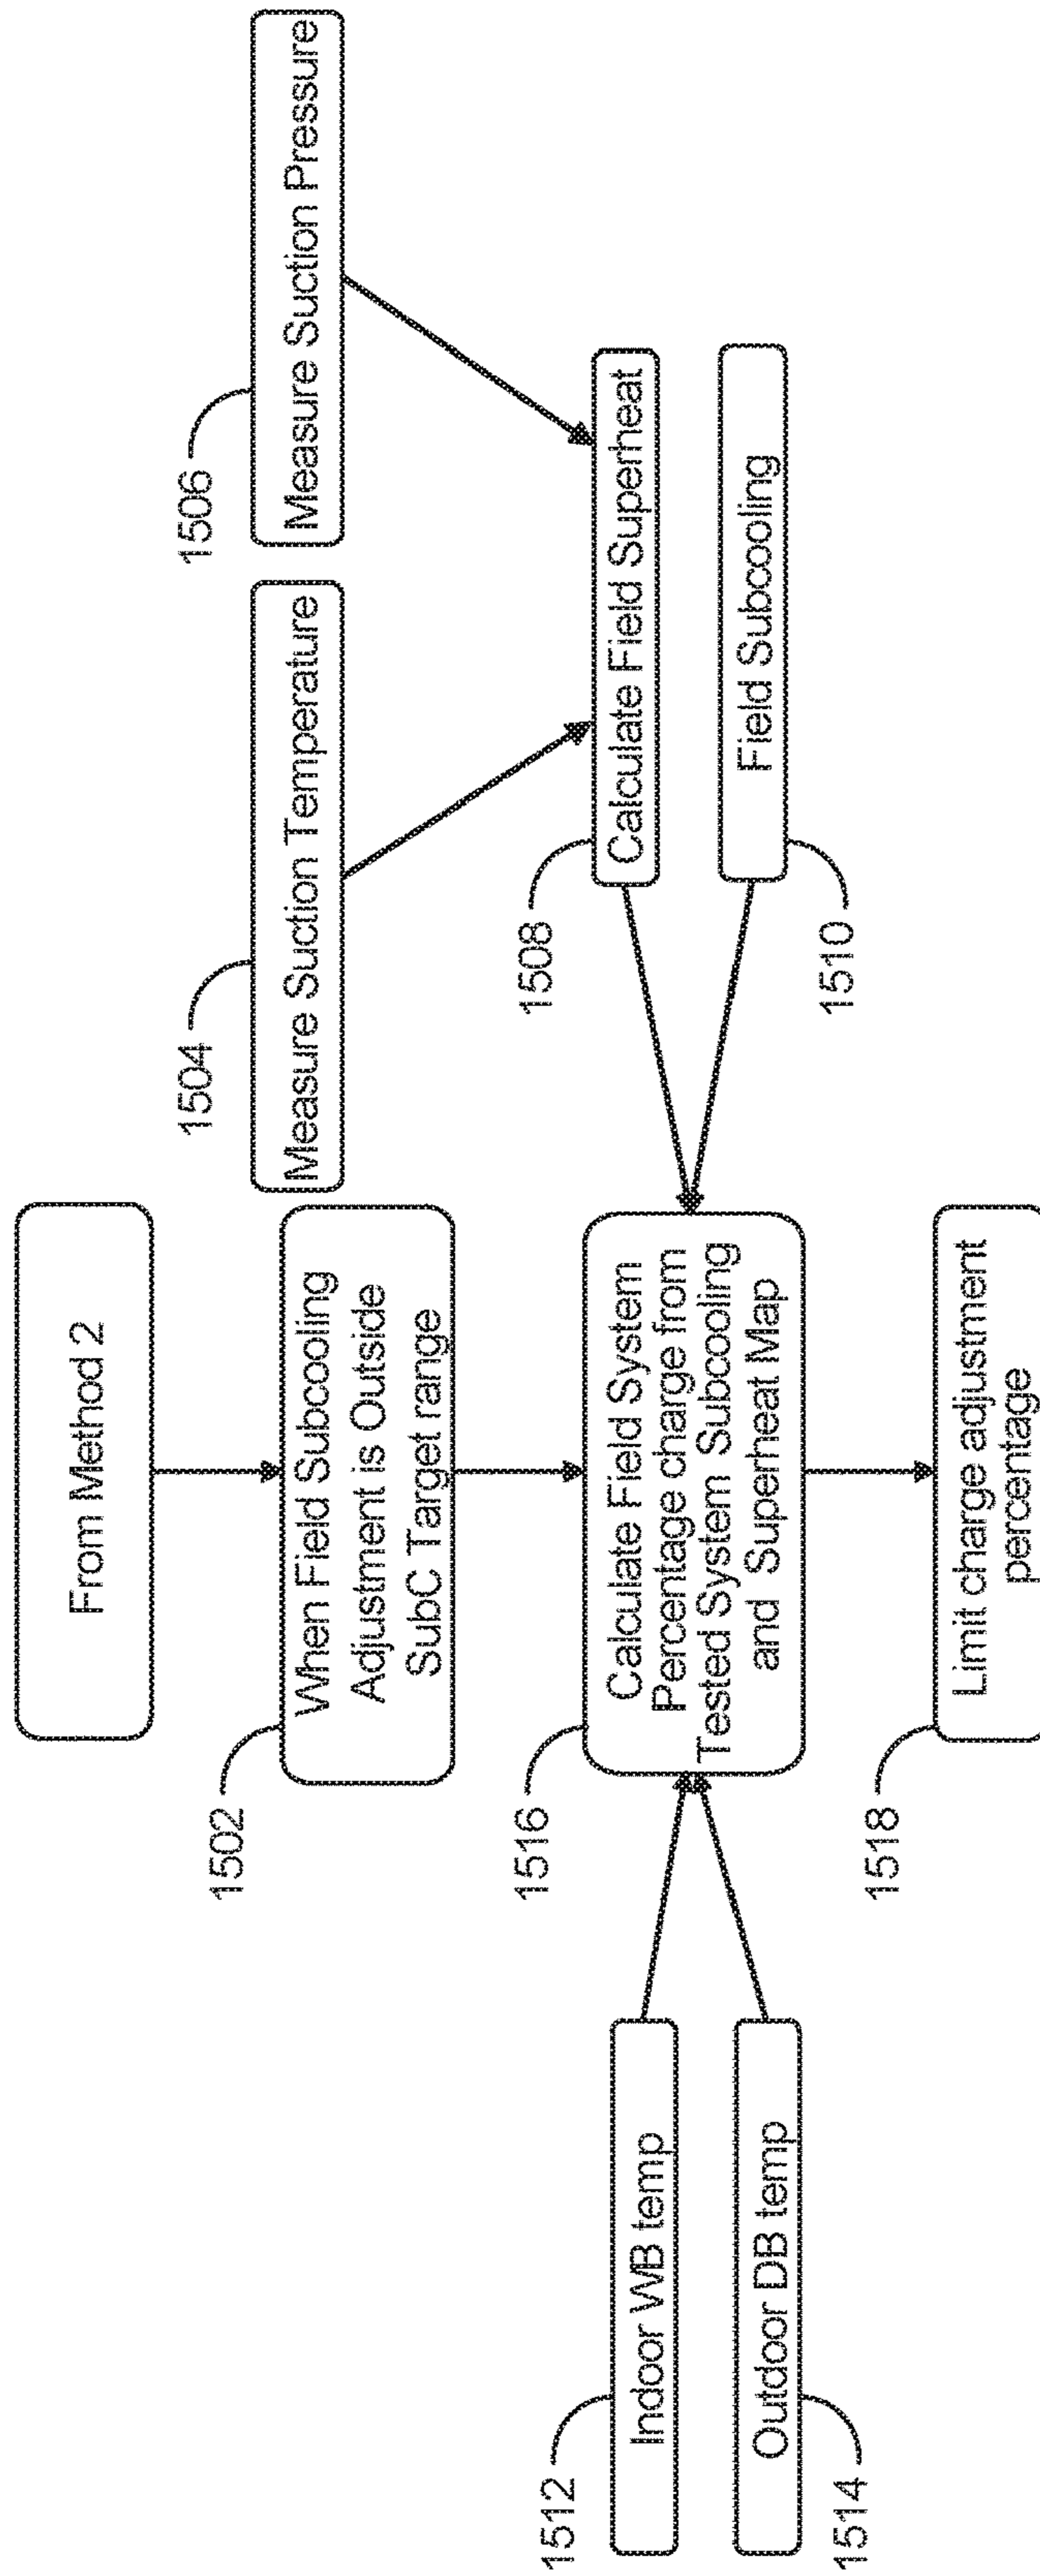 From Method 2
1502
When Field Subcooling
Adjustment is Outside
SubC Target range
1504
Measure Suction Temperature
1506
Measure Suction Pressure
1508
Calculate Field Superheat
Field Subcooling
1510
1512
Indoor WB temp
Outdoor DB temp
1514
1516
Calculate Field System
Percentage charge from
Tested System Subcooling
and Superheat Map
1518
Limit charge adjustment
percentage